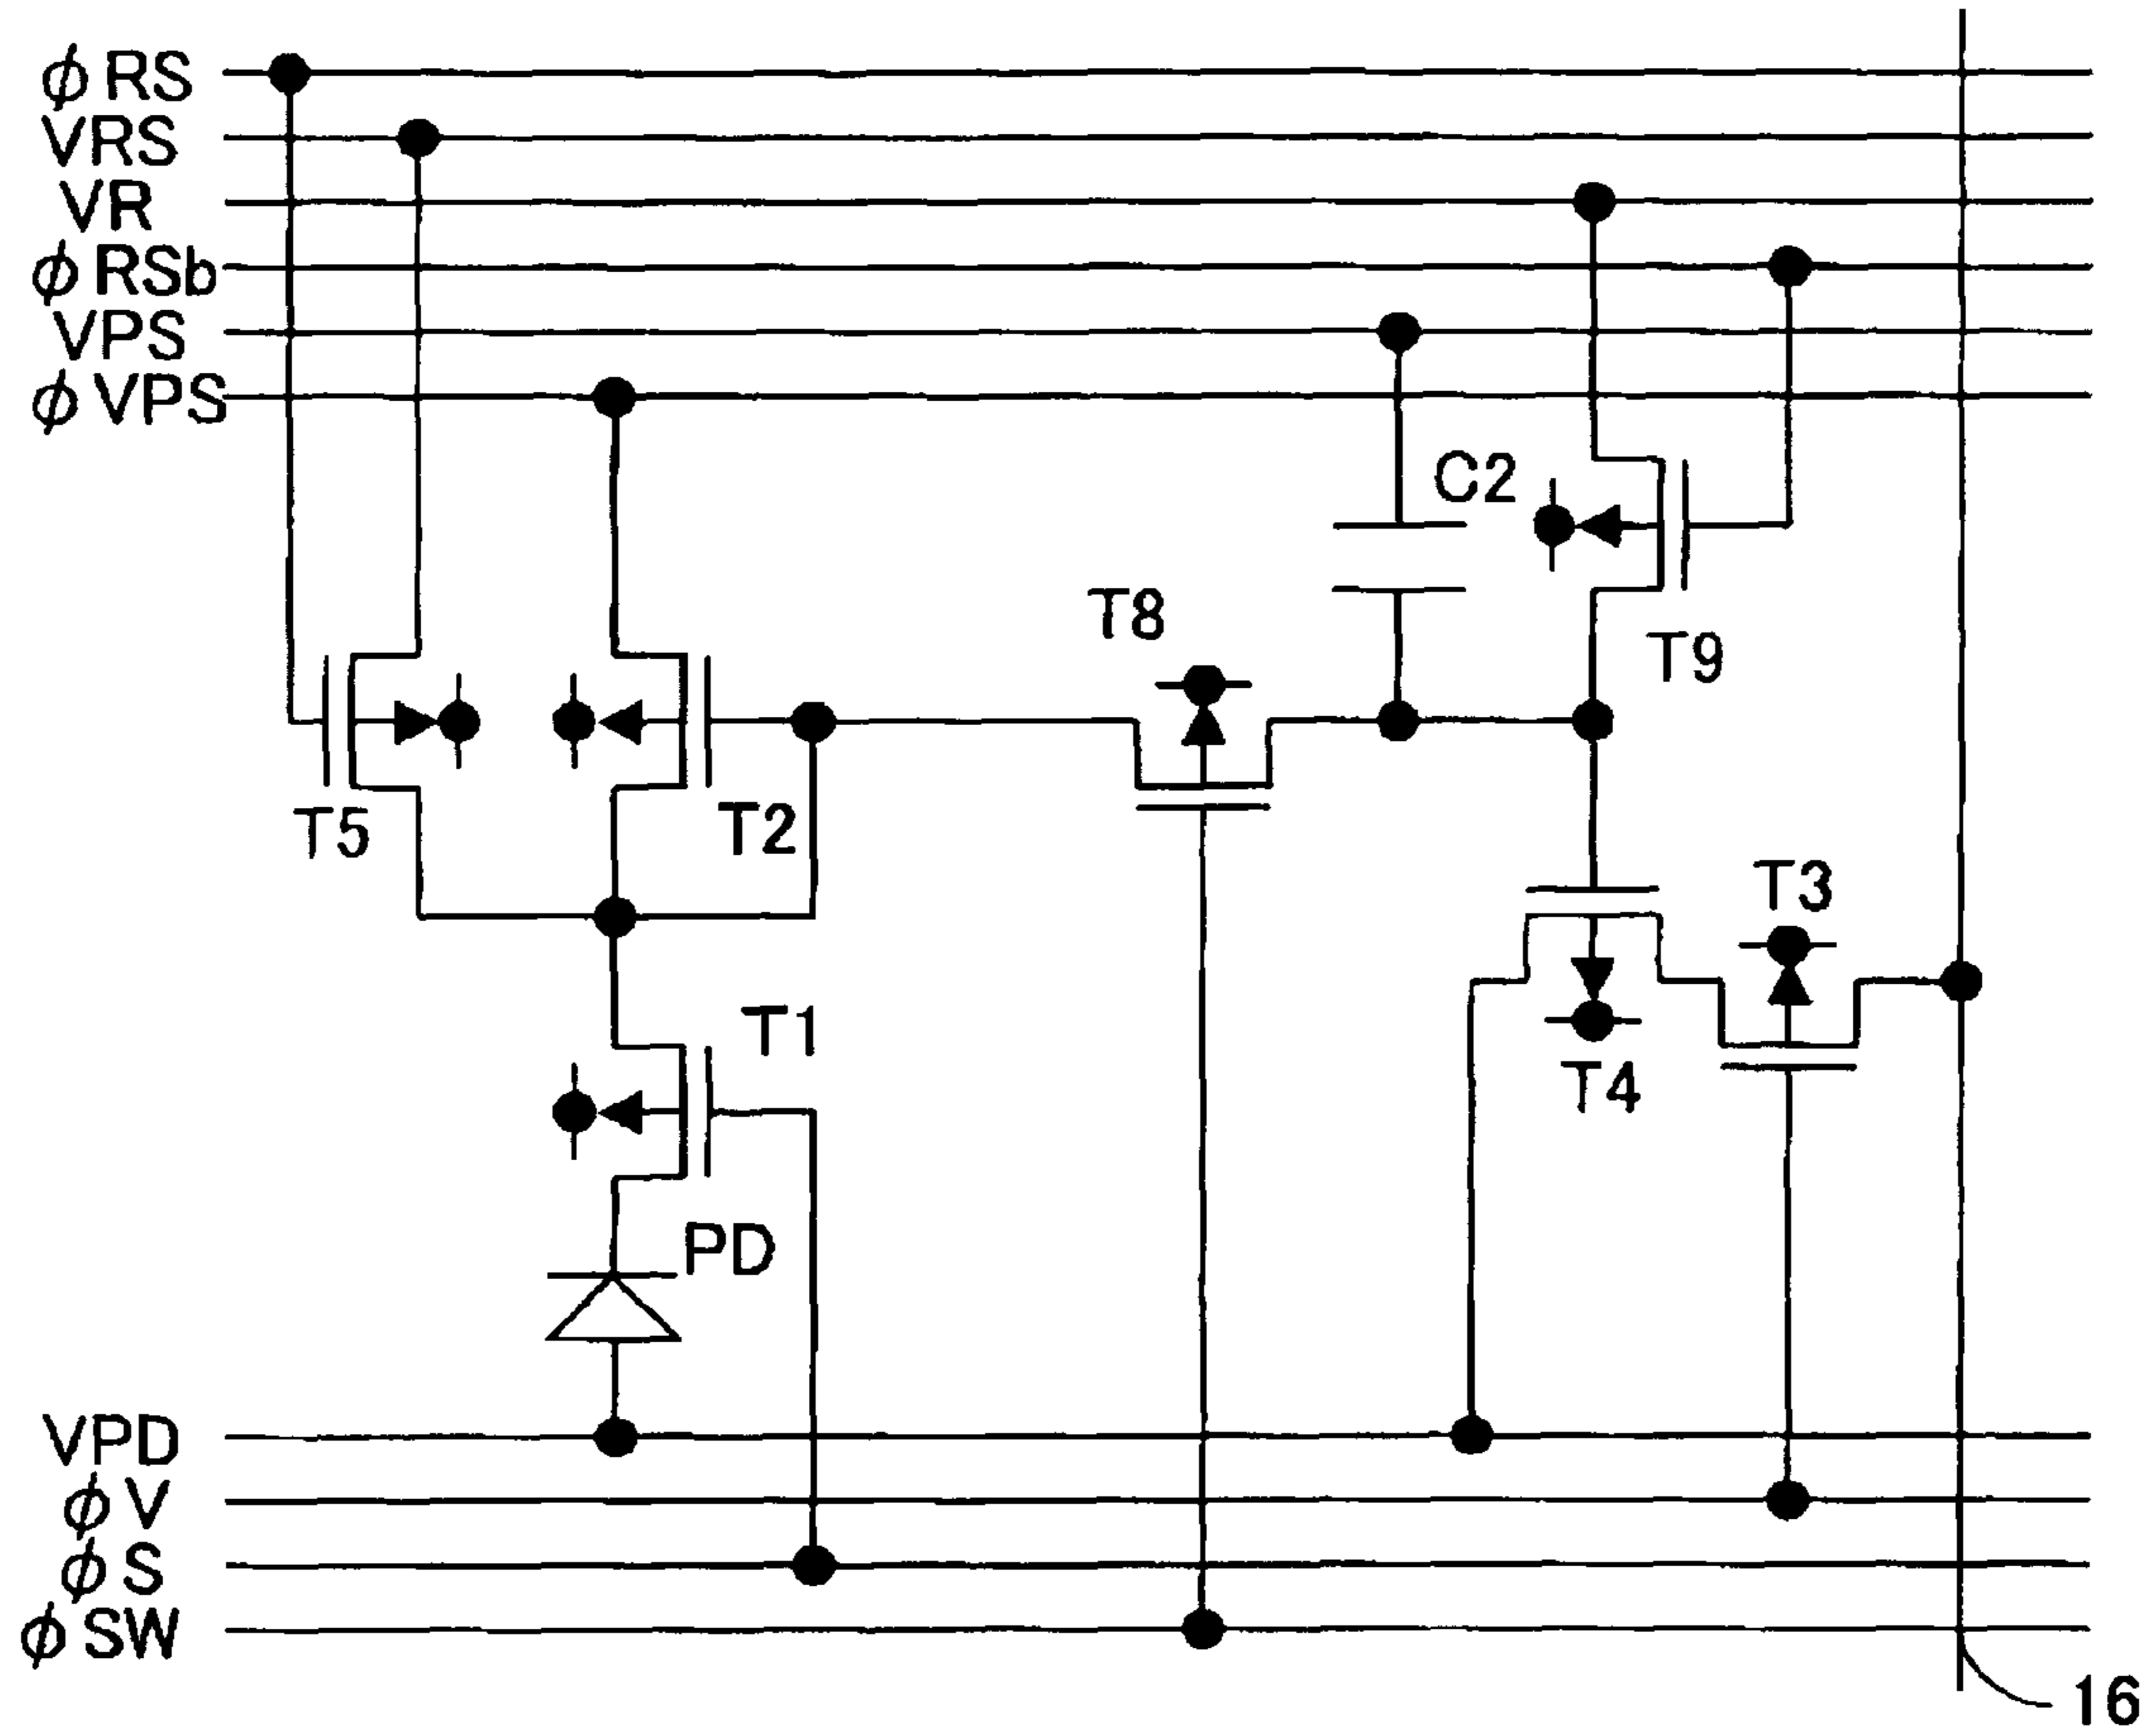 ϕRS
VRS
VR
ϕRSb
VPS
ϕVPS
C2
T8
T9
T5
T2
T3
T1
T4
PD
VPD
ϕV
ϕS
ϕSW
16